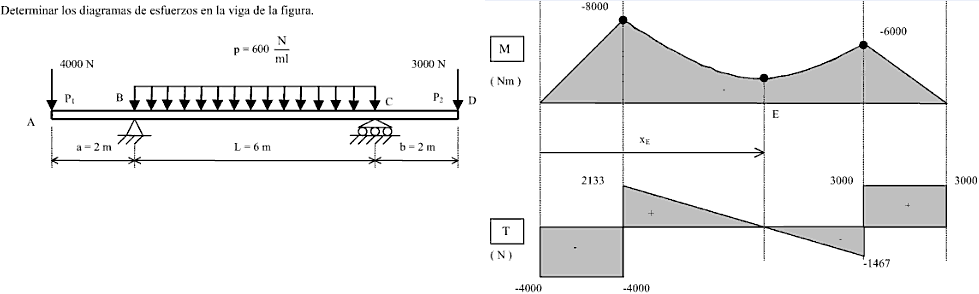 Determinar los diagramas de esfuerzos en la viga de la figura.
p = 600 N/ml
4000 N
3000 N
P₁
B
C
P₂
D
A
a = 2 m
L = 6 m
b = 2 m
-8000
-6000
M
( Nm )
E
x_E
2133
3000
3000
+
+
T
-
-
( N )
-1467
-4000
-4000